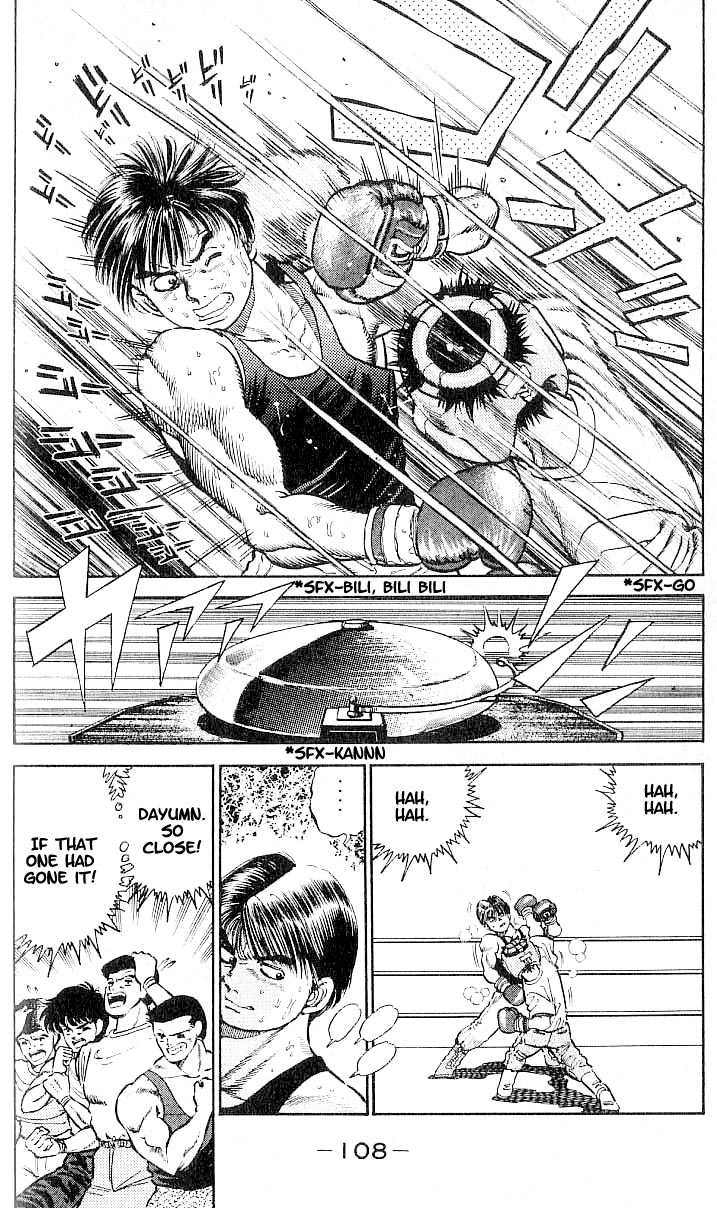 *SFX-BILI, BILI BILI
*SFX-GO
*SFX-KANNN
HAH,
HAH.
HAH,
HAH.
....
DAYUMN.
SO
CLOSE!
IF THAT
ONE HAD
GONE IT!
-108-